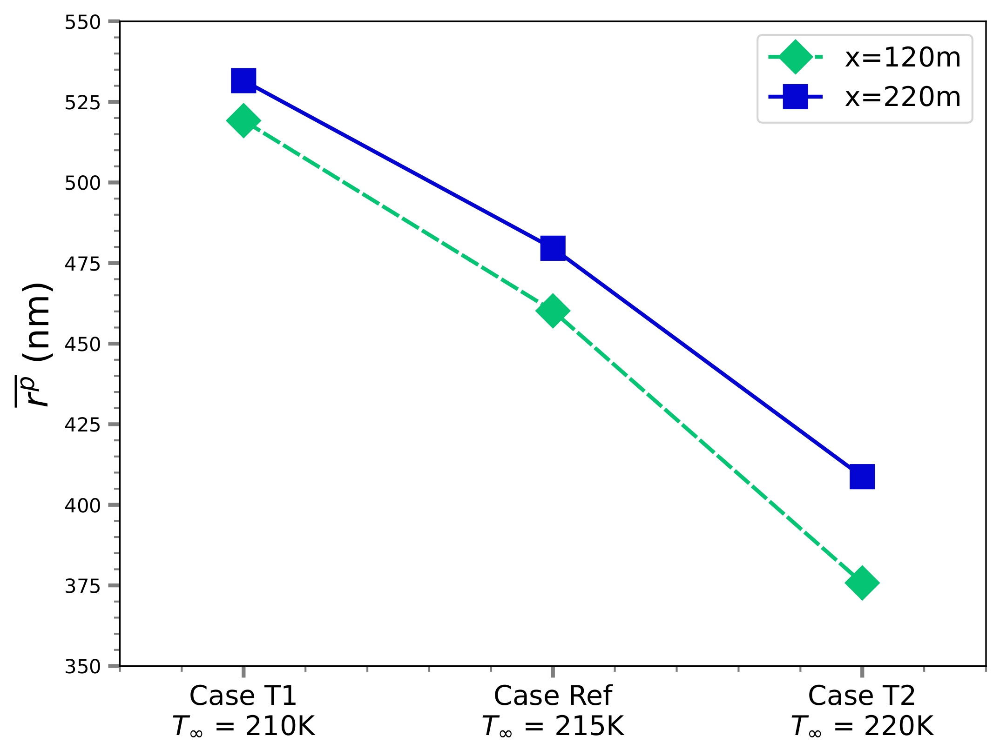 550
525
500
475
450
425
400
375
350
r̅ᵖ (nm)
x=120m
x=220m
Case T1
T∞ = 210K
Case Ref
T∞ = 215K
Case T2
T∞ = 220K